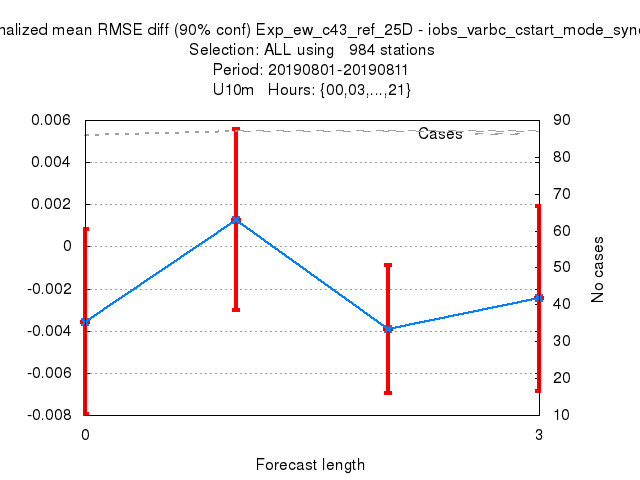 nalized mean RMSE diff (90% conf) Exp_ew_c43_ref_25D - iobs_varbc_cstart_mode_syn
Selection: ALL using 984 stations
Period: 20190801-20190811
U10m Hours: {00,03,...,21}
0.006
0.004
0.002
0
-0.002
-0.004
-0.006
-0.008
90
80
70
60
50
40
30
20
10
Cases
No cases
0
3
Forecast length